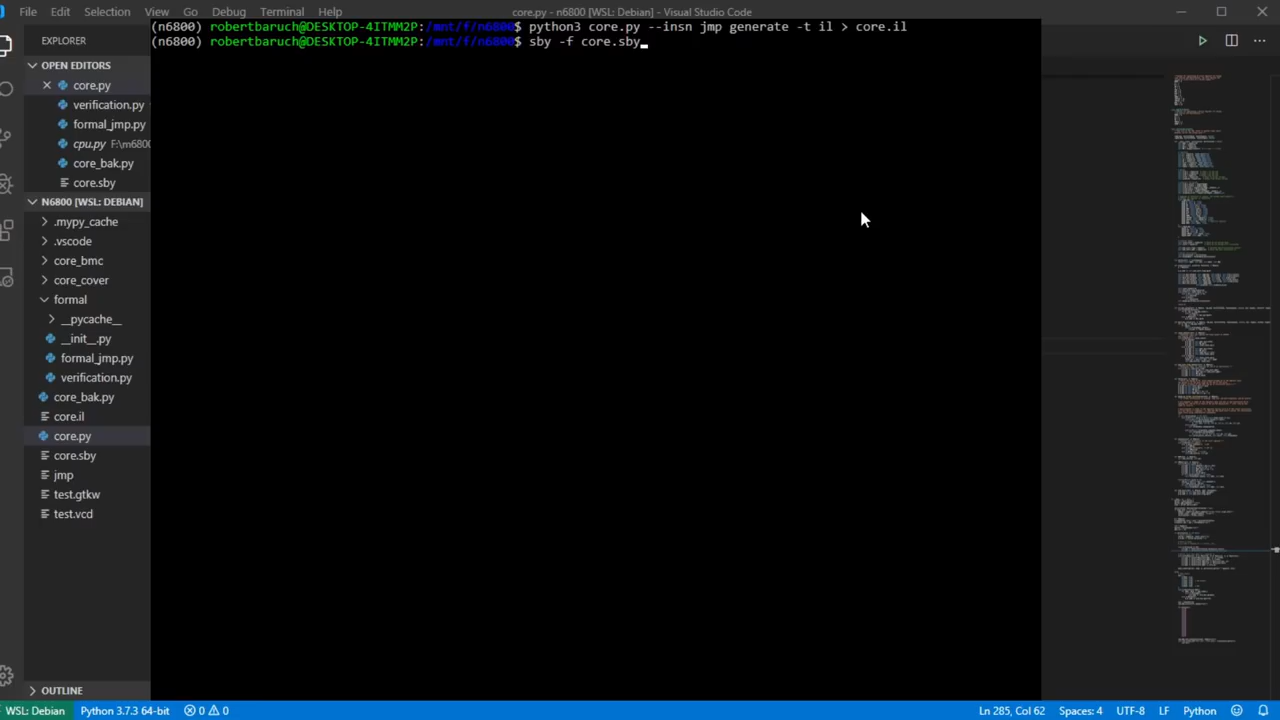 File Edit Selection View Go Debug Terminal Help
core.py - n6800 [WSL: Debian] - Visual Studio Code
(n6800) robertbaruch@DESKTOP-4ITMM2P:/mnt/f/n6800$ python3 core.py --insn jmp generate -t il > core.il
(n6800) robertbaruch@DESKTOP-4ITMM2P:/mnt/f/n6800$ sby -f core.sby
EXPLORER
OPEN EDITORS
core.py
verification.py
formal_jmp.py
cpu.py F:\m6800
core_bak.py
core.sby
N6800 [WSL: DEBIAN]
.mypy_cache
.vscode
core_bmc
core_cover
formal
__pycache__
__init__.py
formal_jmp.py
verification.py
core_bak.py
core.il
core.py
core.sby
jmp
test.gtkw
test.vcd
OUTLINE
WSL: Debian Python 3.7.3 64-bit 0 0 Ln 285, Col 62 Spaces: 4 UTF-8 LF Python